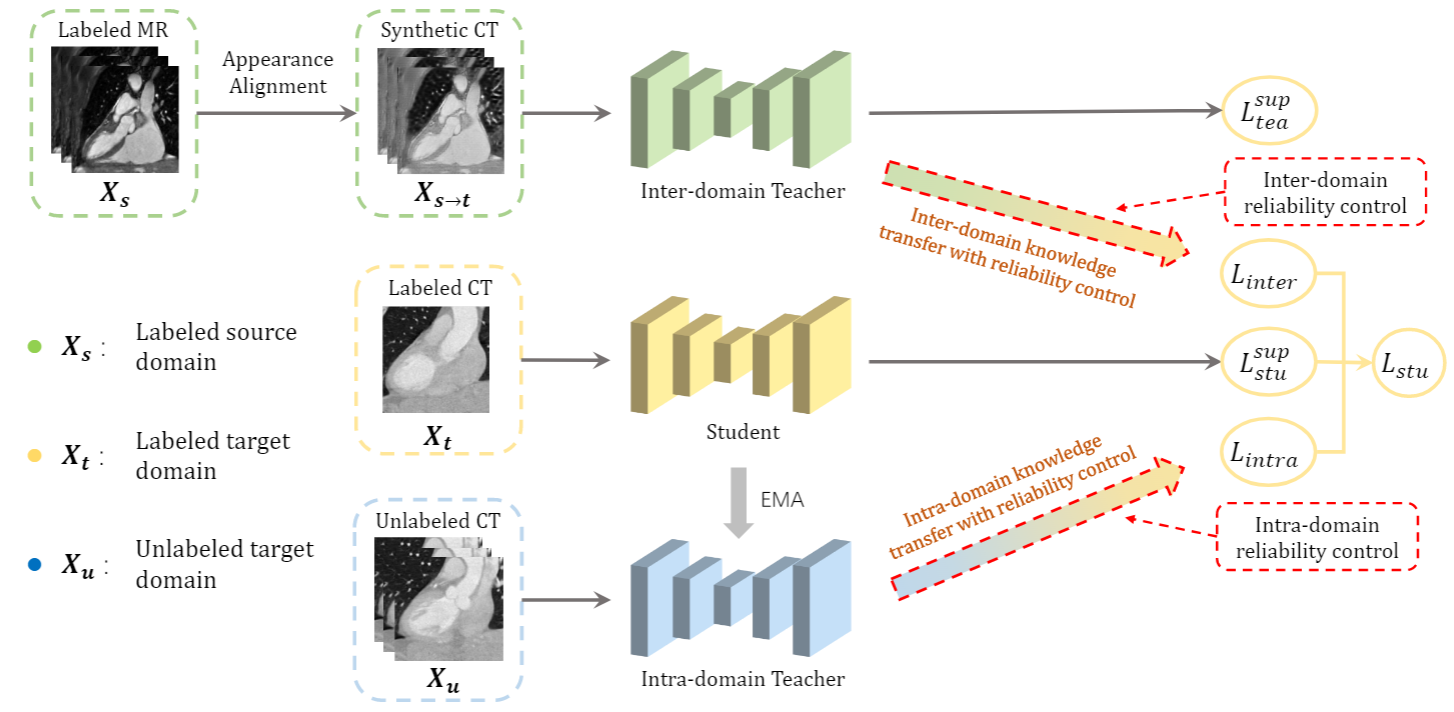 Labeled MR
X_s
Appearance
Alignment
Synthetic CT
X_{s→t}
Inter-domain Teacher
L_{tea}^{sup}
Inter-domain
reliability control
Inter-domain knowledge
transfer with reliability control
Labeled CT
X_t
Student
L_{inter}
L_{stu}^{sup}
L_{intra}
L_{stu}
EMA
X_s : Labeled source
domain
X_t : Labeled target
domain
X_u : Unlabeled target
domain
Unlabeled CT
X_u
Intra-domain Teacher
Intra-domain knowledge
transfer with reliability control
Intra-domain
reliability control